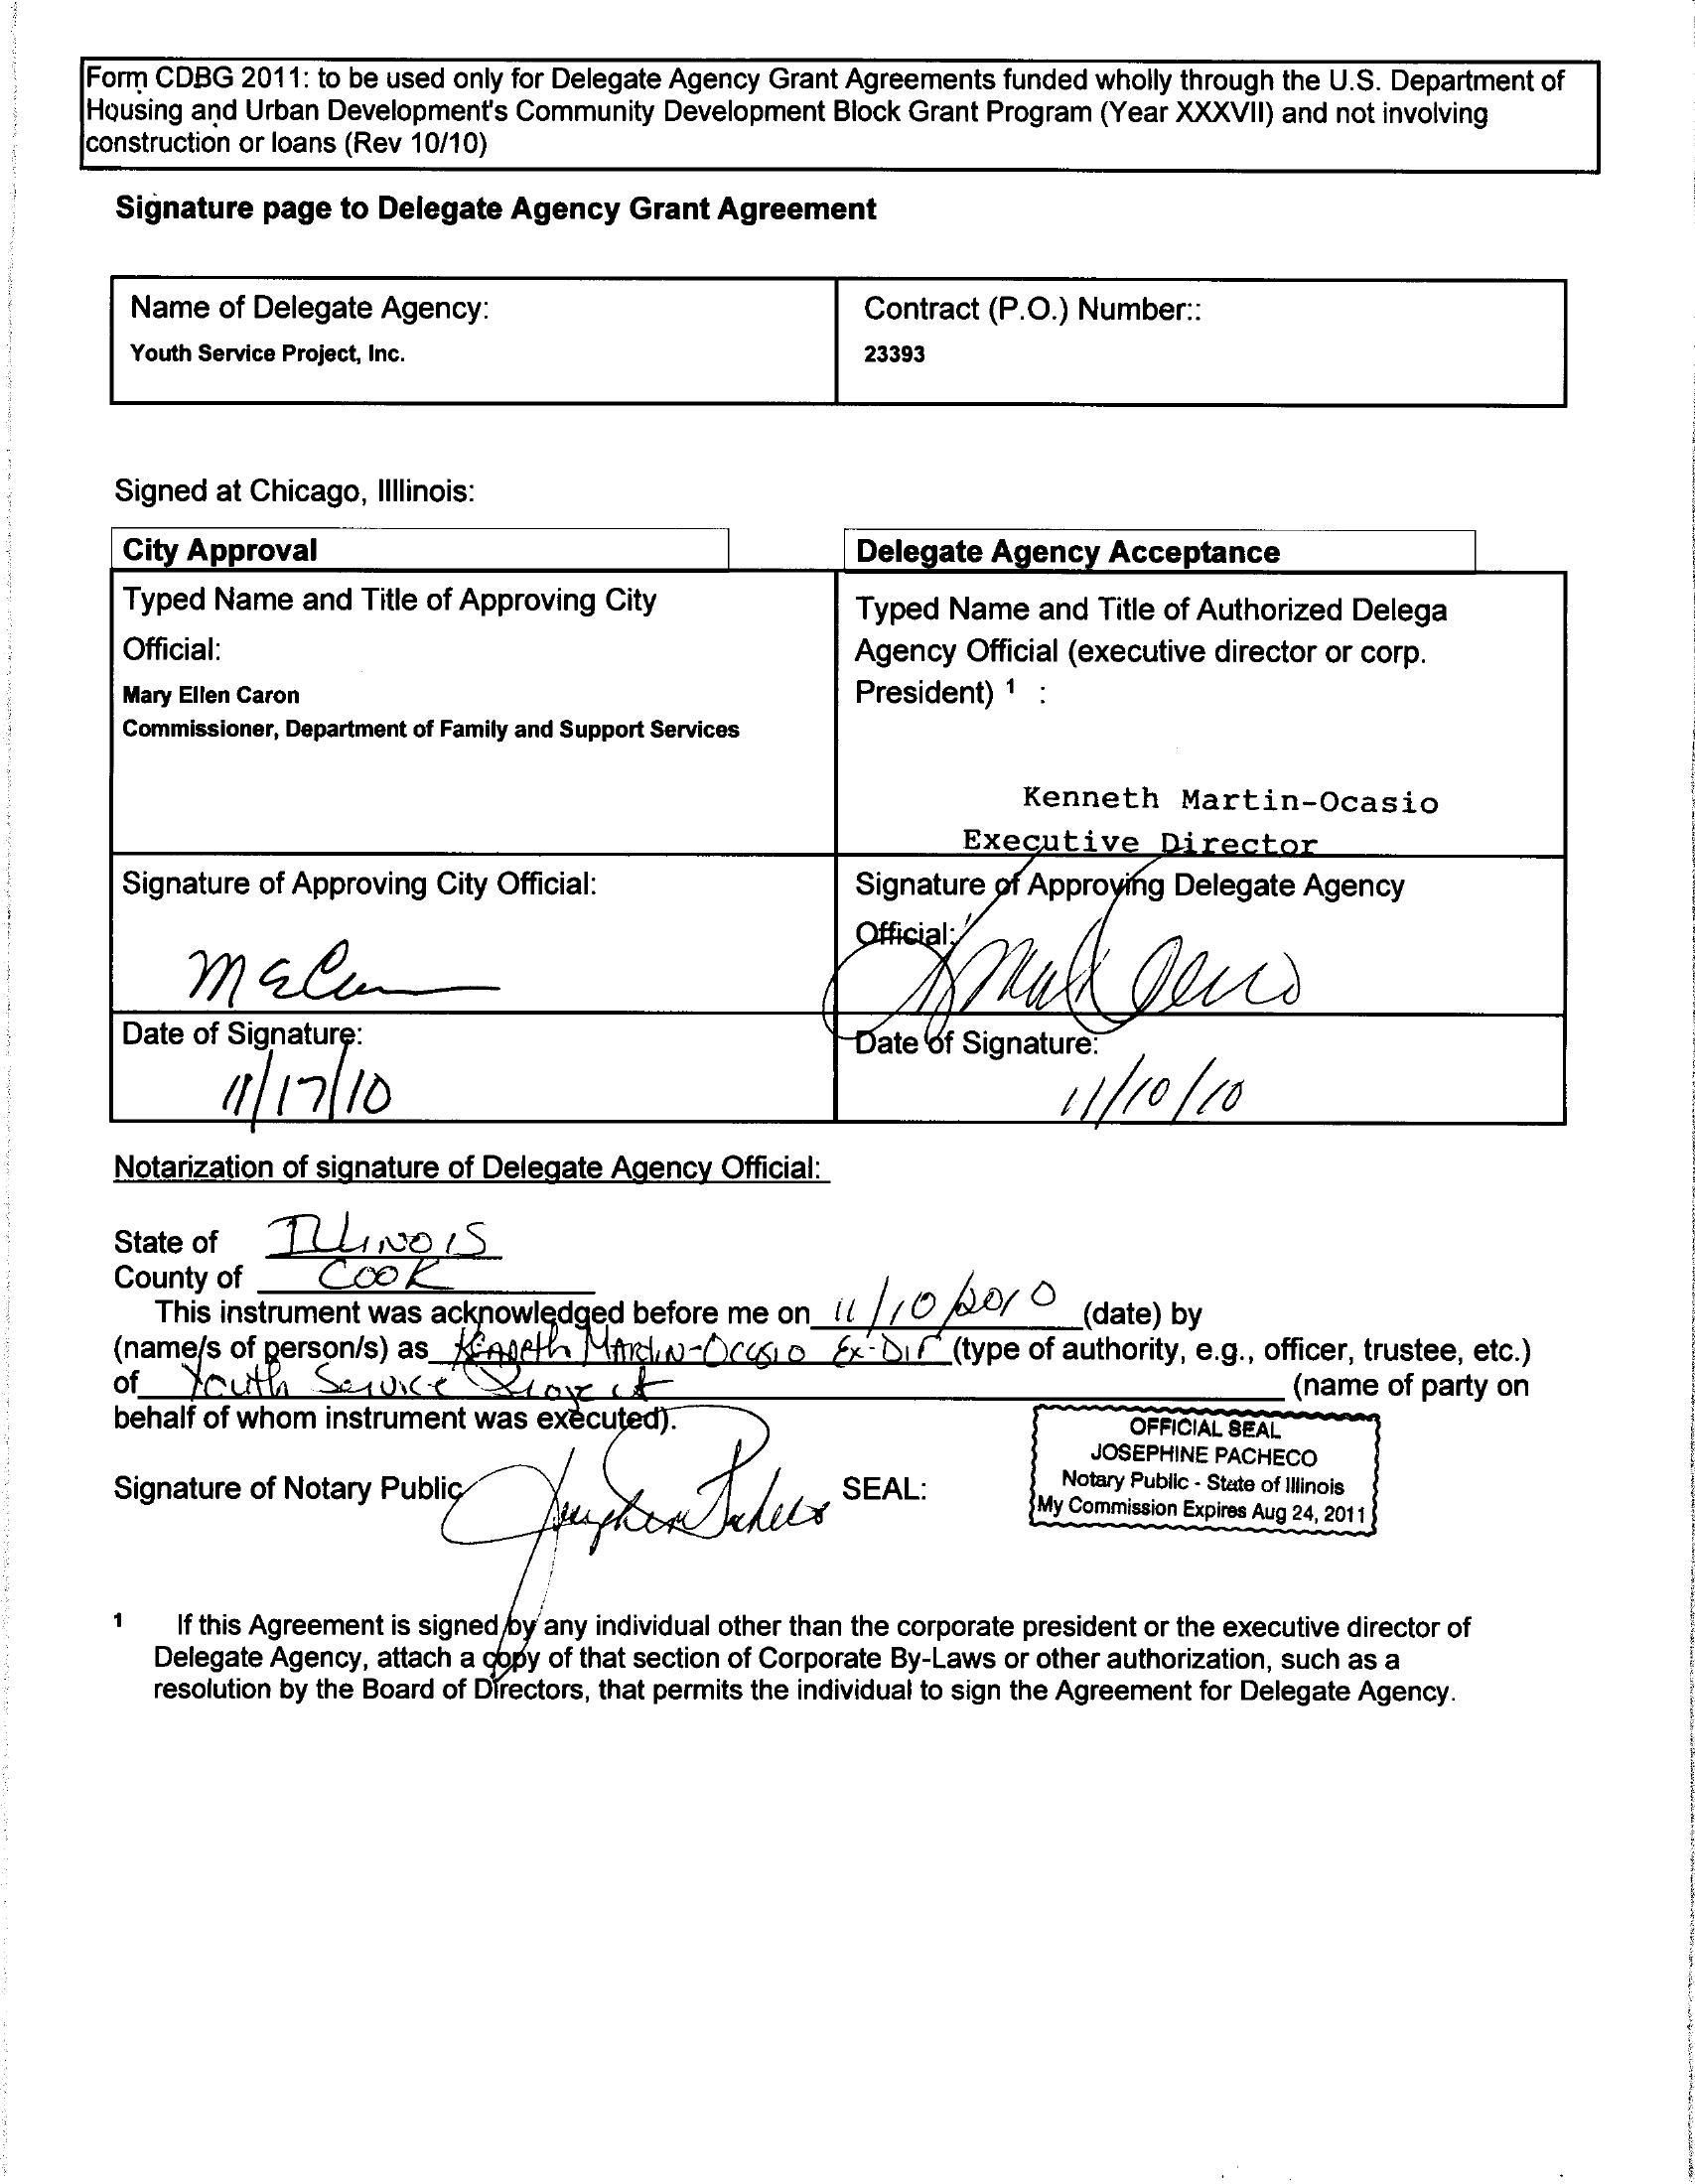 Form CDBG 2011: to be used only for Delegate Agency Grant Agreements funded wholly through the U.S. Department of
Housing and Urban Development's Community Development Block Grant Program (Year XXXVII) and not involving
construction or loans (Rev 10/10)
Signature page to Delegate Agency Grant Agreement
Name of Delegate Agency:
Youth Service Project, Inc.
Contract (P.O.) Number::
23393
Signed at Chicago, Illlinois:
City Approval
Typed Name and Title of Approving City
Official:
Mary Ellen Caron
Commissioner, Department of Family and Support Services
Delegate Agency Acceptance
Typed Name and Title of Authorized Delega
Agency Official (executive director or corp.
President) 1 :
Kenneth Martin-Ocasio
Executive Director
Signature of Approving City Official:
Signature of Approving Delegate Agency
Official:
Date of Signature:
11/17/10
Date of Signature:
11/10/10
Notarization of signature of Delegate Agency Official:
State of ILLINOIS
County of COOK
This instrument was acknowledged before me on 11/10/2010 (date) by
(name/s of person/s) as Kenneth Martin-Ocasio Ex-Dir (type of authority, e.g., officer, trustee, etc.)
of Youth Service Project (name of party on
behalf of whom instrument was executed).
Signature of Notary Public Josephine Pacheco SEAL:
OFFICIAL SEAL
JOSEPHINE PACHECO
Notary Public - State of Illinois
My Commission Expires Aug 24, 2011
1 If this Agreement is signed by any individual other than the corporate president or the executive director of
Delegate Agency, attach a copy of that section of Corporate By-Laws or other authorization, such as a
resolution by the Board of Directors, that permits the individual to sign the Agreement for Delegate Agency.